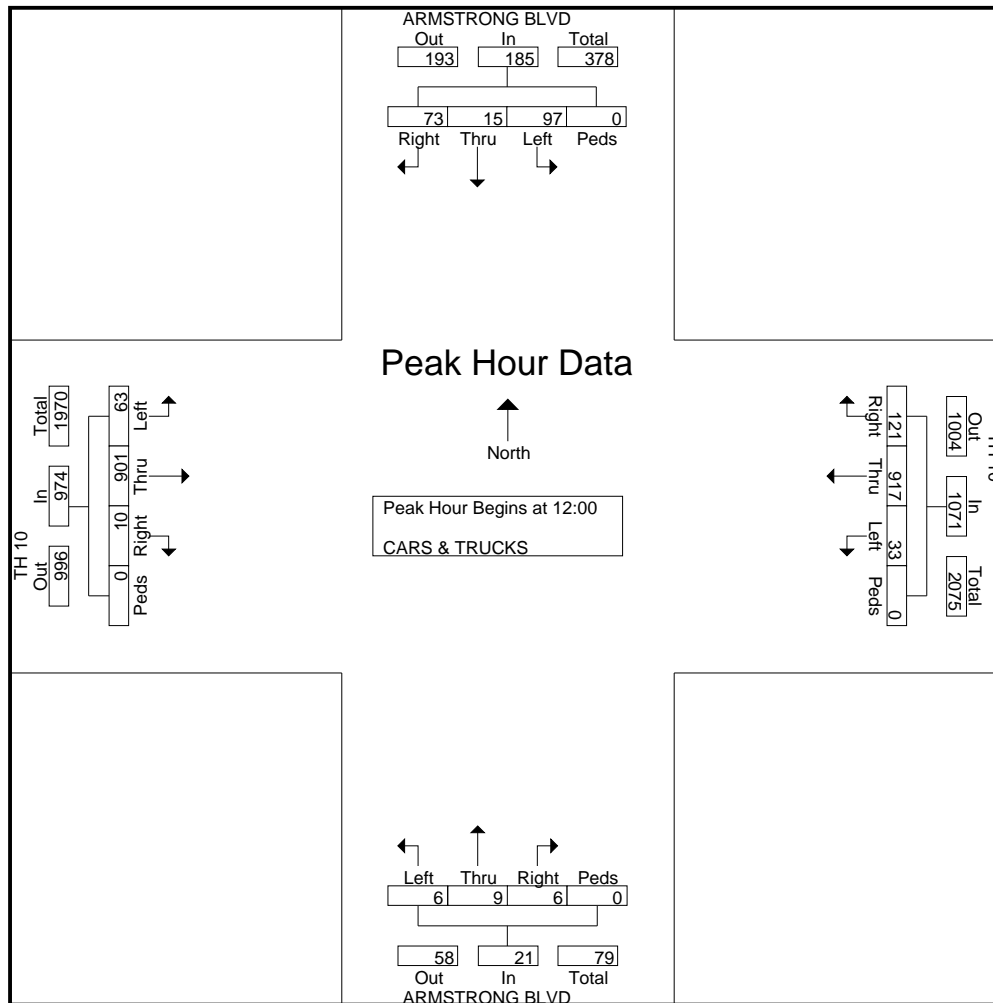 ARMSTRONG BLVD
Out In Total
193 185 378
73 15 97 0
Right Thru Left Peds
Peak Hour Data
North
Peak Hour Begins at 12:00
CARS & TRUCKS
TH 10
Total In Out
1970 974 996
63 901 10 0
Left Thru Right Peds
Right Thru Left Peds
121 917 33 0
Out In Total
1004 1071 2075
TH 10
Left Thru Right Peds
6 9 6 0
58 21 79
Out In Total
ARMSTRONG BLVD